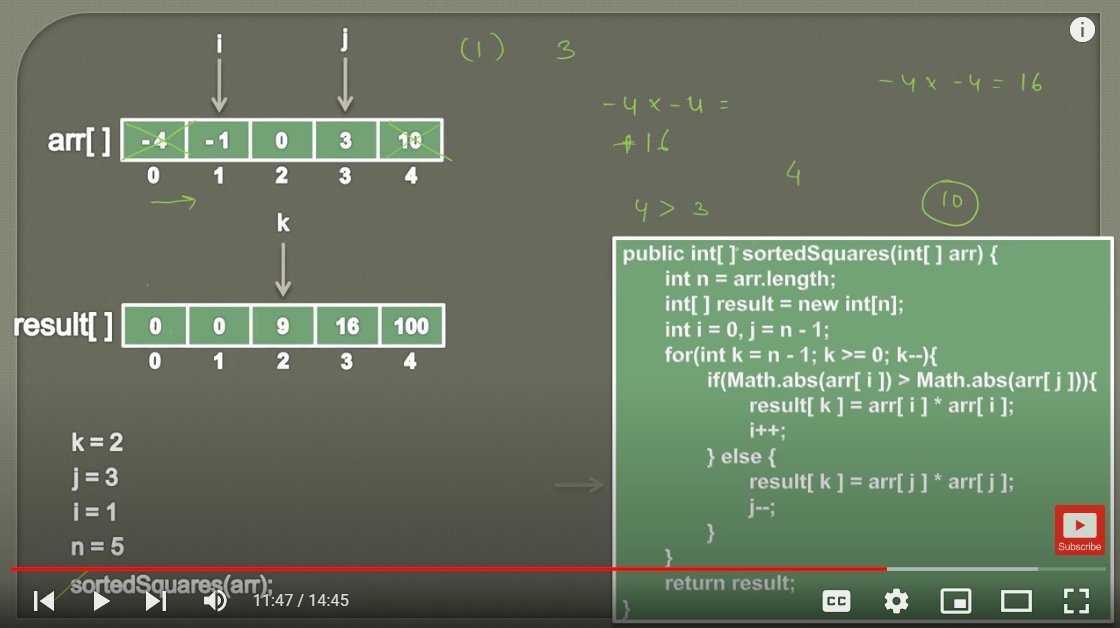 i
j
(1) 3
-4 x -4 = 16
-4 x -4 =
+16
arr[ ]
-4 -1 0 3 10
0 1 2 3 4
4
10
4 > 3
k
result[ ]
0 0 9 16 100
0 1 2 3 4
public int[ ] sortedSquares(int[ ] arr) {
int n = arr.length;
int[ ] result = new int[n];
int i = 0, j = n - 1;
for(int k = n - 1; k >= 0; k--){
if(Math.abs(arr[ i ]) > Math.abs(arr[ j ])){
result[ k ] = arr[ i ] * arr[ i ];
i++;
} else {
result[ k ] = arr[ j ] * arr[ j ];
j--;
}
}
return result;
}
k = 2
j = 3
i = 1
n = 5
sortedSquares(arr);
Subscribe
11:47 / 14:45
CC
i